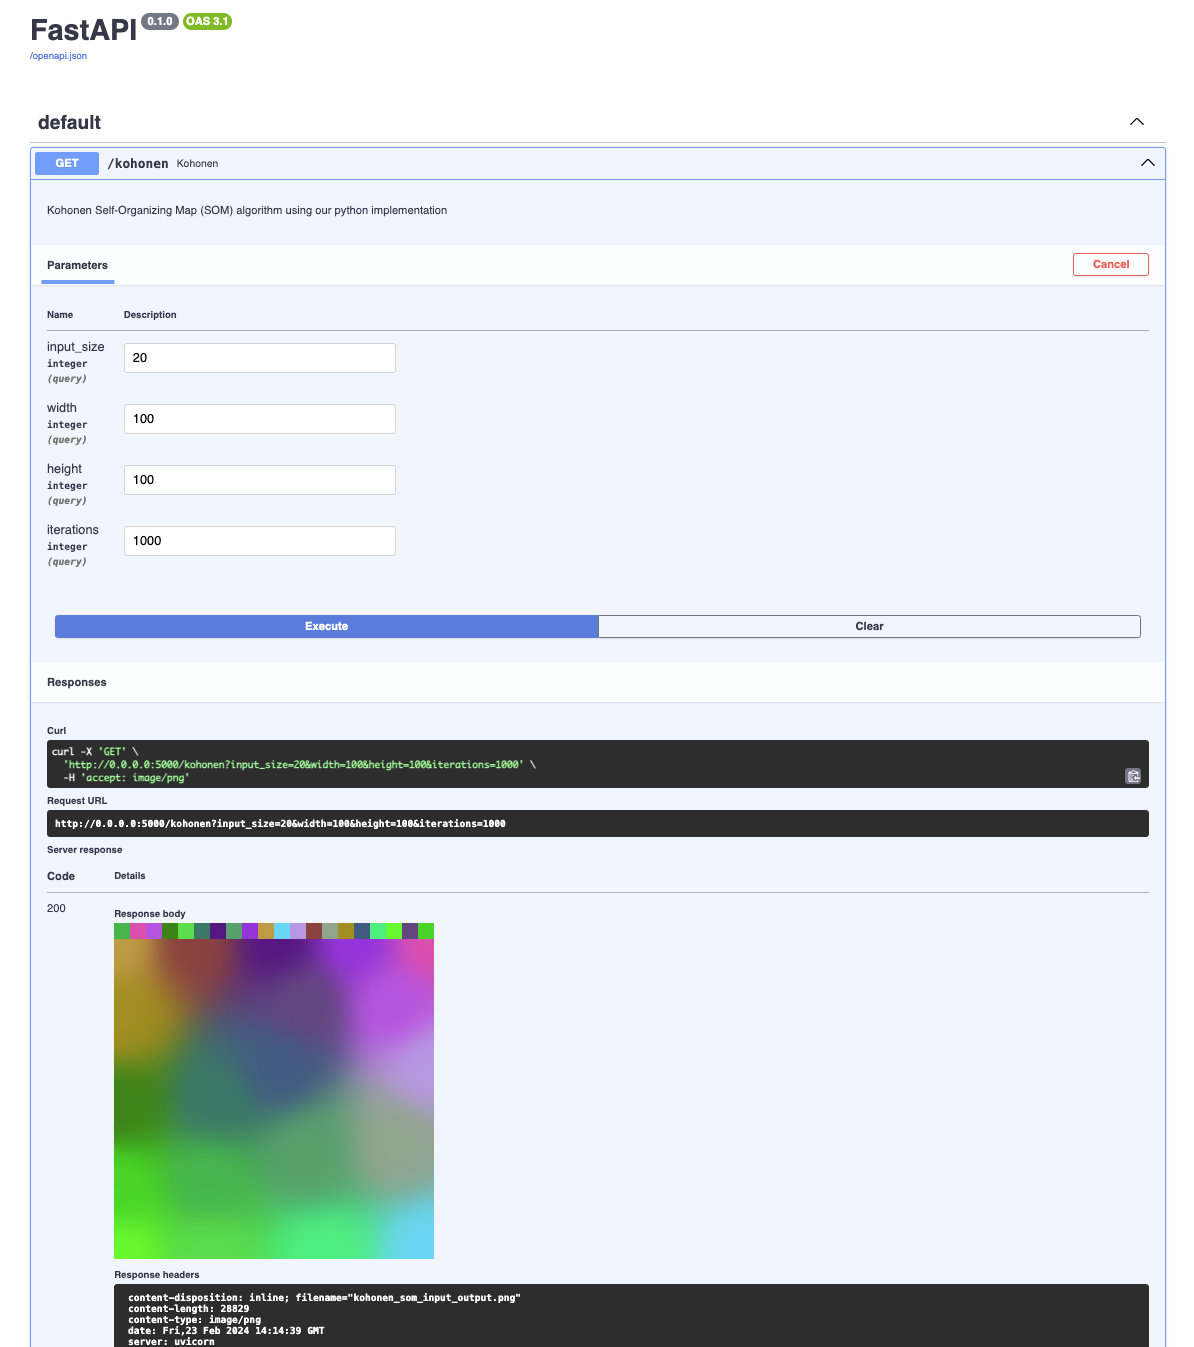 FastAPI 0.1.0 OAS 3.1
/openapi.json
default
GET /kohonen Kohonen
Kohonen Self-Organizing Map (SOM) algorithm using our python implementation
Parameters
Cancel
Name Description
input_size
integer
(query)
20
width
integer
(query)
100
height
integer
(query)
100
iterations
integer
(query)
1000
Execute Clear
Responses
Curl
curl -X 'GET' \
'http://0.0.0.0:5000/kohonen?input_size=20&width=100&height=100&iterations=1000' \
-H 'accept: image/png'
Request URL
http://0.0.0.0:5000/kohonen?input_size=20&width=100&height=100&iterations=1000
Server response
Code Details
200
Response body
Response headers
content-disposition: inline; filename="kohonen_som_input_output.png"
content-length: 28829
content-type: image/png
date: Fri,23 Feb 2024 14:14:39 GMT
server: uvicorn